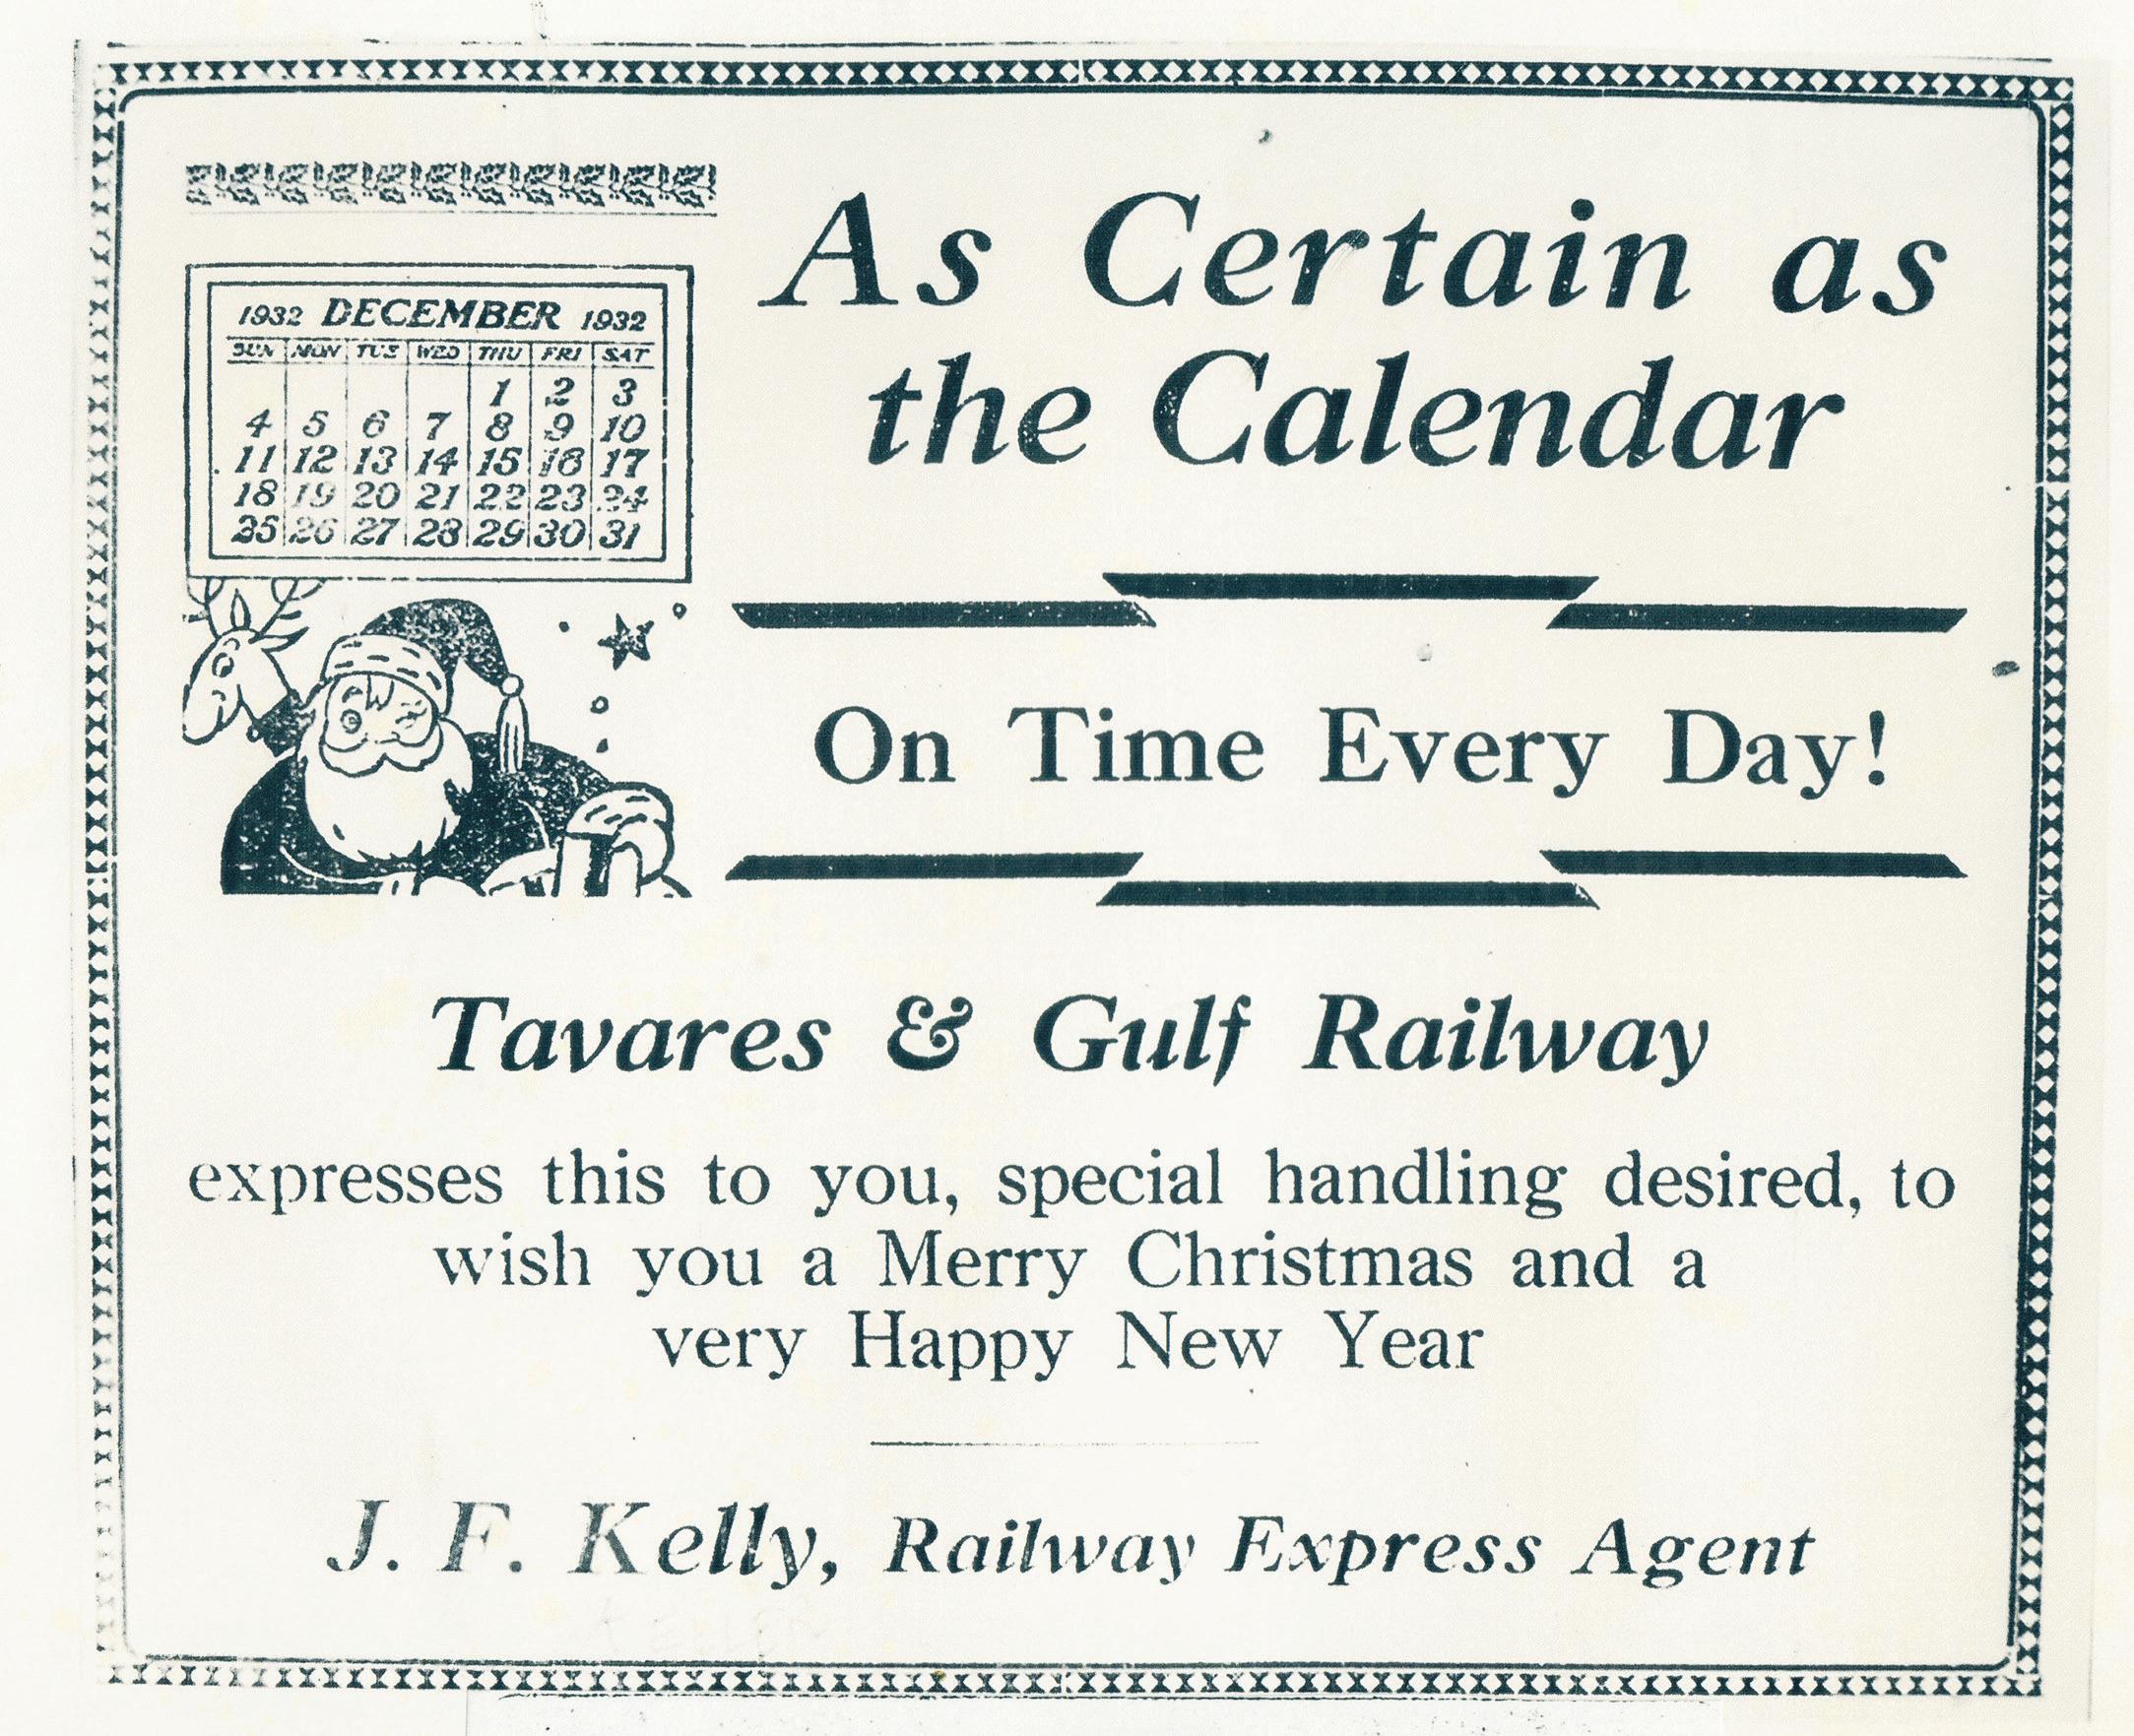 1932 DECEMBER 1932
SUN MON TUE WED THU FRI SAT
1 2 3
4 5 6 7 8 9 10
11 12 13 14 15 16 17
18 19 20 21 22 23 24
25 26 27 28 29 30 31
As Certain as
the Calendar
On Time Every Day!
Tavares & Gulf Railway
expresses this to you, special handling desired, to
wish you a Merry Christmas and a
very Happy New Year
J. F. Kelly, Railway Express Agent